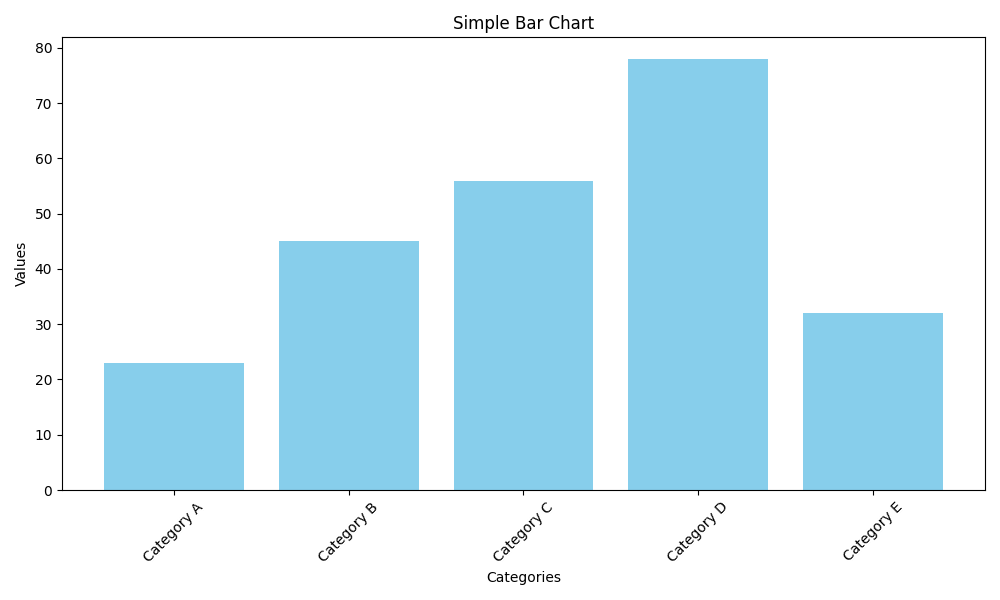 Simple Bar Chart
80
70
60
50
40
30
20
10
0
Values
Category A
Category B
Category C
Category D
Category E
Categories